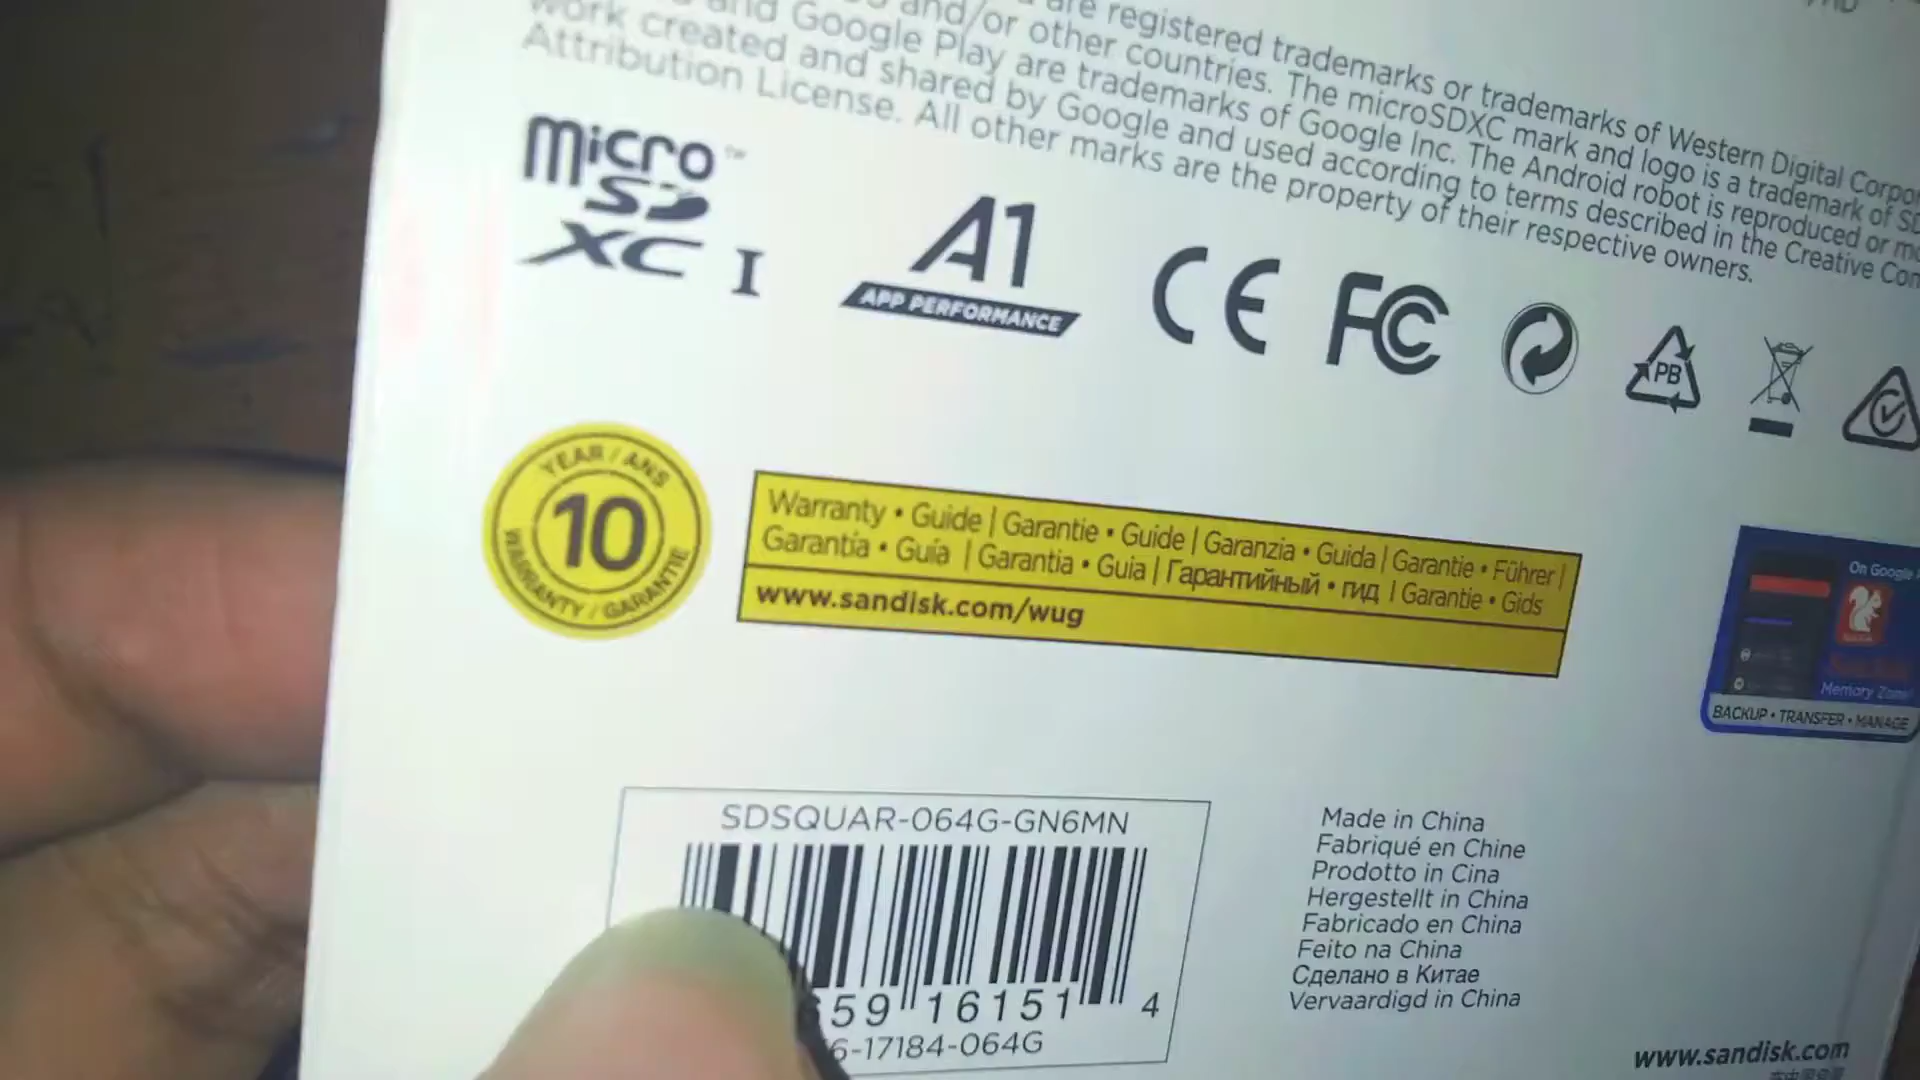 are registered trademarks or trademarks of Western Digital
and/or other countries. The microSDXC mark and logo is a trademark of
and Google Play are trademarks of Google Inc. The Android robot is reproduced or
work created and shared by Google and used according to terms described in the Creative
Attribution License. All other marks are the property of their respective owners.
micro™
SD
XC I
A1
APP PERFORMANCE
CE
FC
PB
YEAR / ANS
10
WARRANTY / GARANTIE
Warranty • Guide | Garantie • Guide | Garanzia • Guida | Garantie • Führer |
Garantía • Guía | Garantia • Guia | Гарантийный • гид | Garantie • Gids
www.sandisk.com/wug
On Google
Memory Zone
BACKUP • TRANSFER • MANAGE
SDSQUAR-064G-GN6MN
59 16151 4
6-17184-064G
Made in China
Fabriqué en Chine
Prodotto in Cina
Hergestellt in China
Fabricado en China
Feito na China
Сделано в Китае
Vervaardigd in China
www.sandisk.com